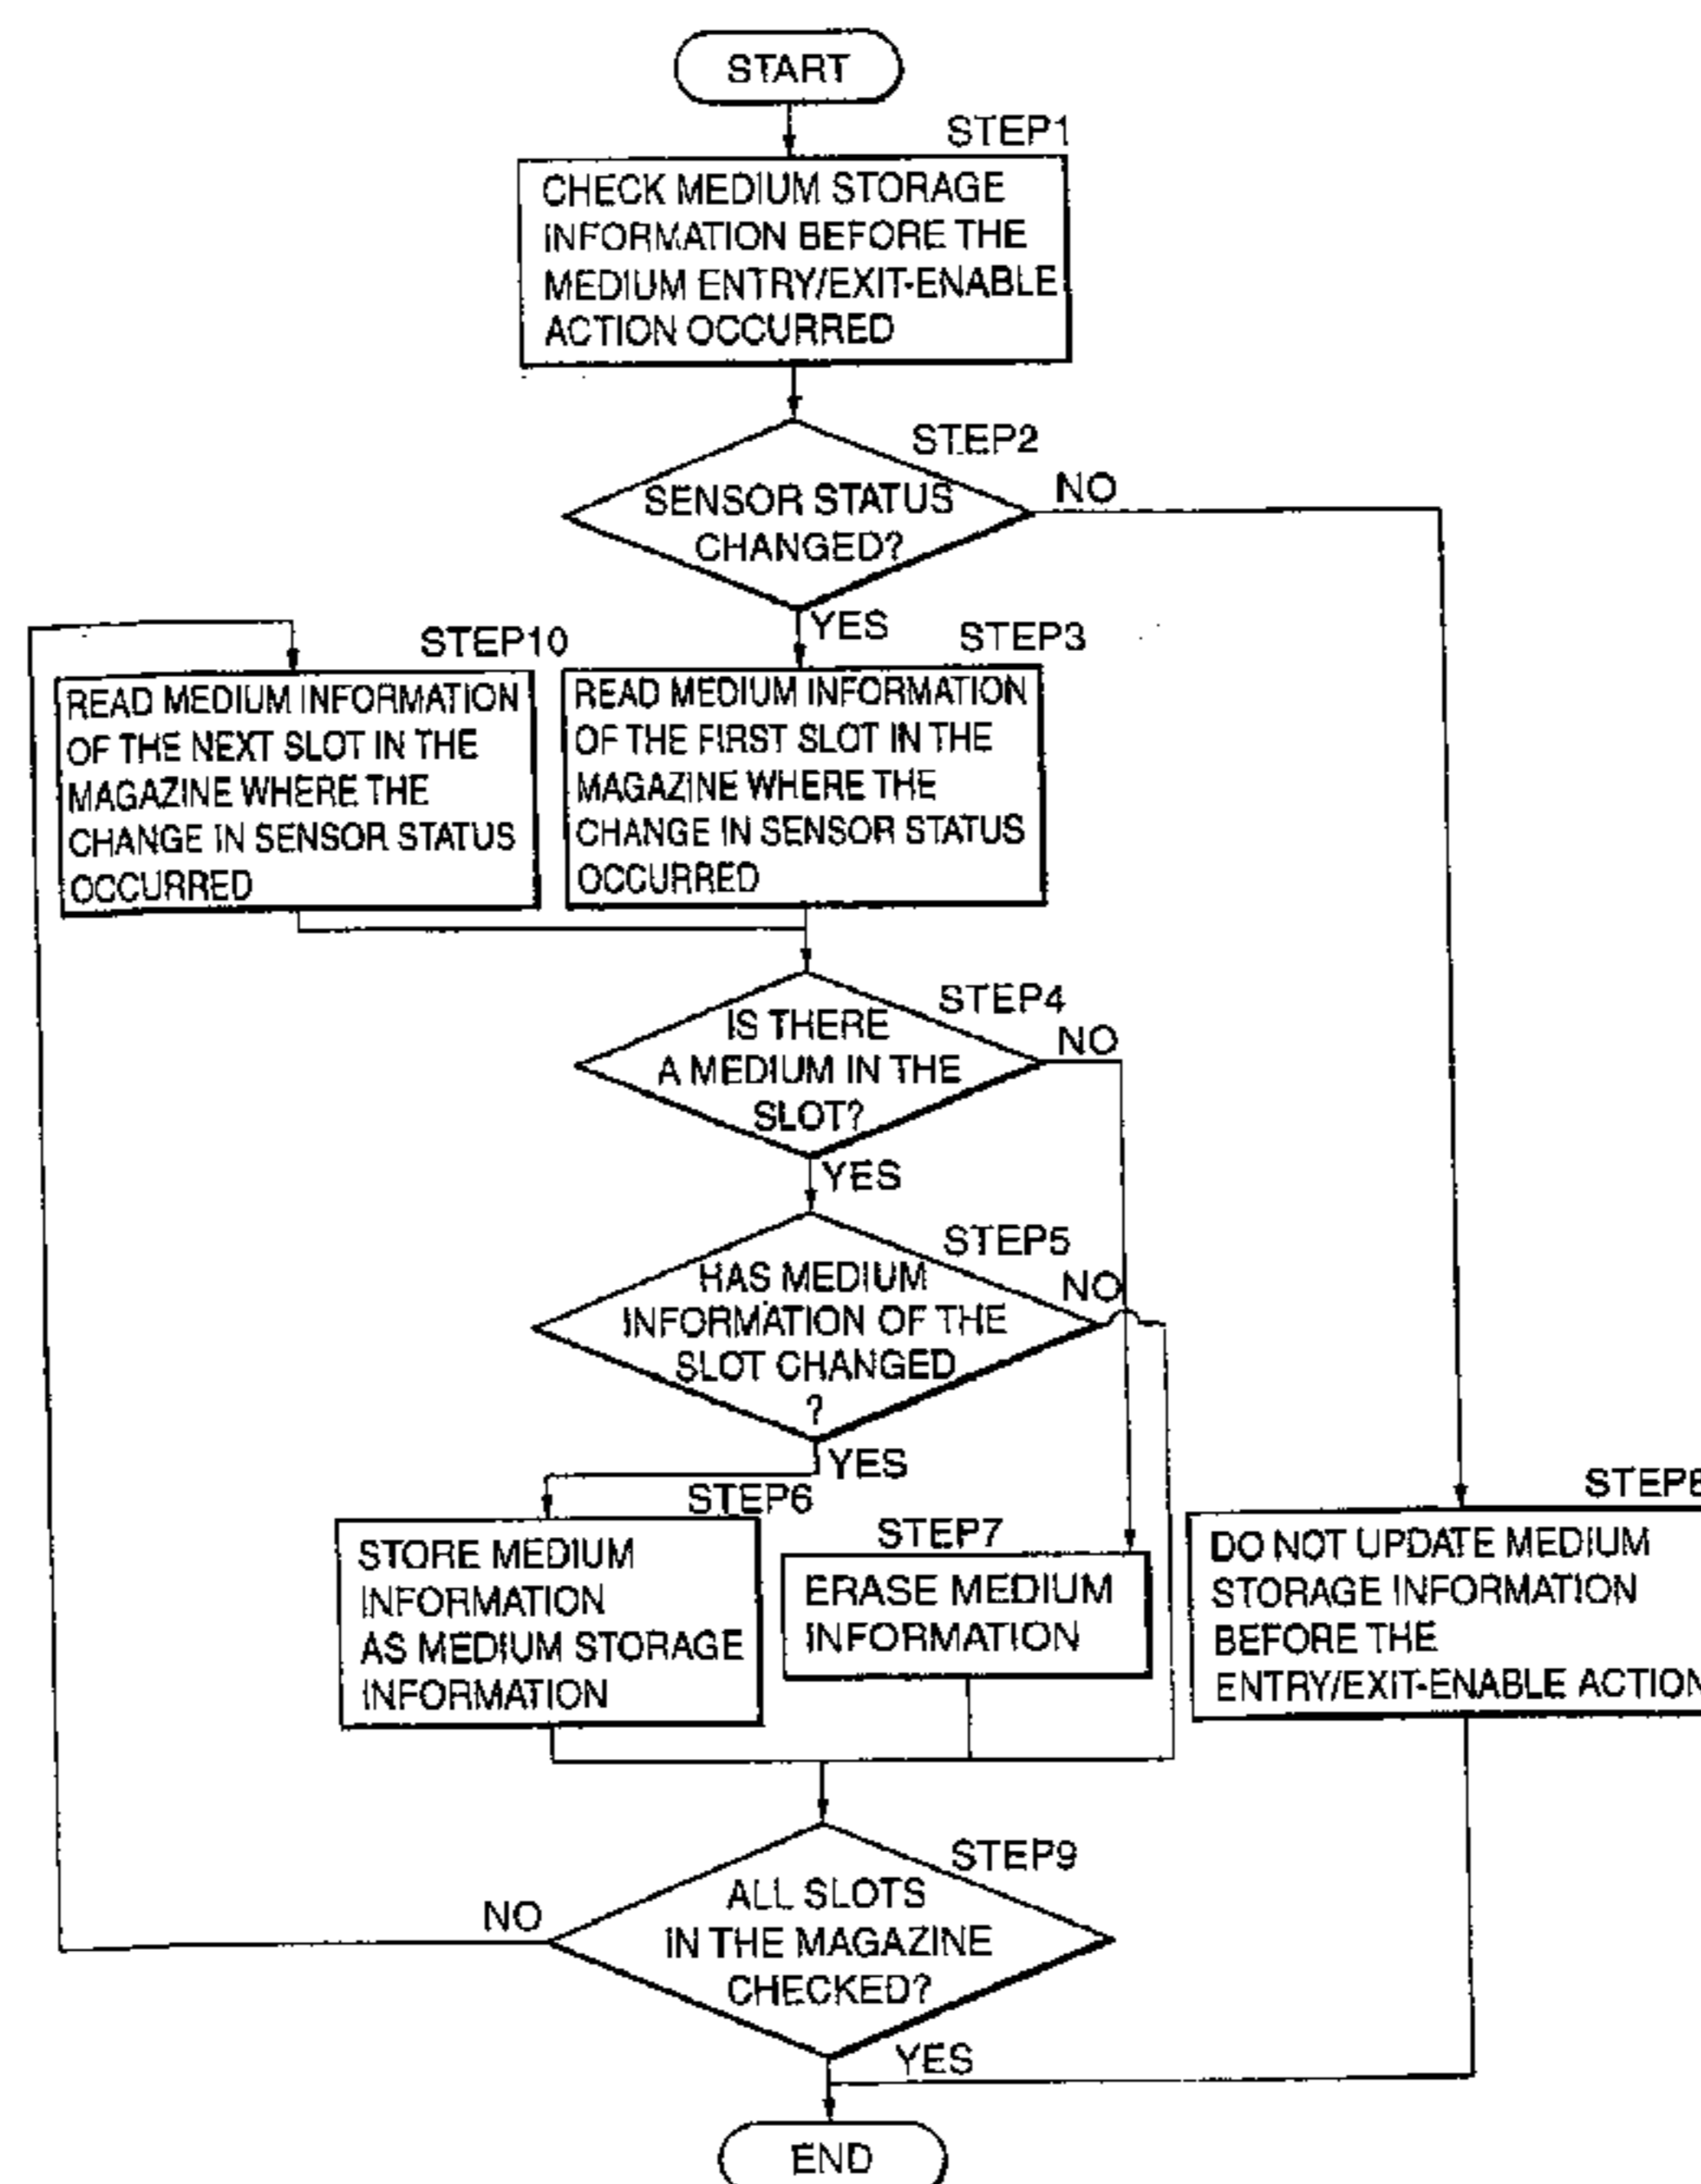 START
STEP1
CHECK MEDIUM STORAGE
INFORMATION BEFORE THE
MEDIUM ENTRY/EXIT-ENABLE
ACTION OCCURRED
STEP2
SENSOR STATUS
CHANGED?
NO
YES
STEP10
READ MEDIUM INFORMATION
OF THE NEXT SLOT IN THE
MAGAZINE WHERE THE
CHANGE IN SENSOR STATUS
OCCURRED
STEP3
READ MEDIUM INFORMATION
OF THE FIRST SLOT IN THE
MAGAZINE WHERE THE
CHANGE IN SENSOR STATUS
OCCURRED
STEP4
IS THERE
A MEDIUM IN THE
SLOT?
NO
YES
STEP5
HAS MEDIUM
INFORMATION OF THE
SLOT CHANGED
?
NO
YES
STEP6
STORE MEDIUM
INFORMATION
AS MEDIUM STORAGE
INFORMATION
STEP7
ERASE MEDIUM
INFORMATION
STEP8
DO NOT UPDATE MEDIUM
STORAGE INFORMATION
BEFORE THE
ENTRY/EXIT-ENABLE ACTION
STEP9
ALL SLOTS
IN THE MAGAZINE
CHECKED?
NO
YES
END